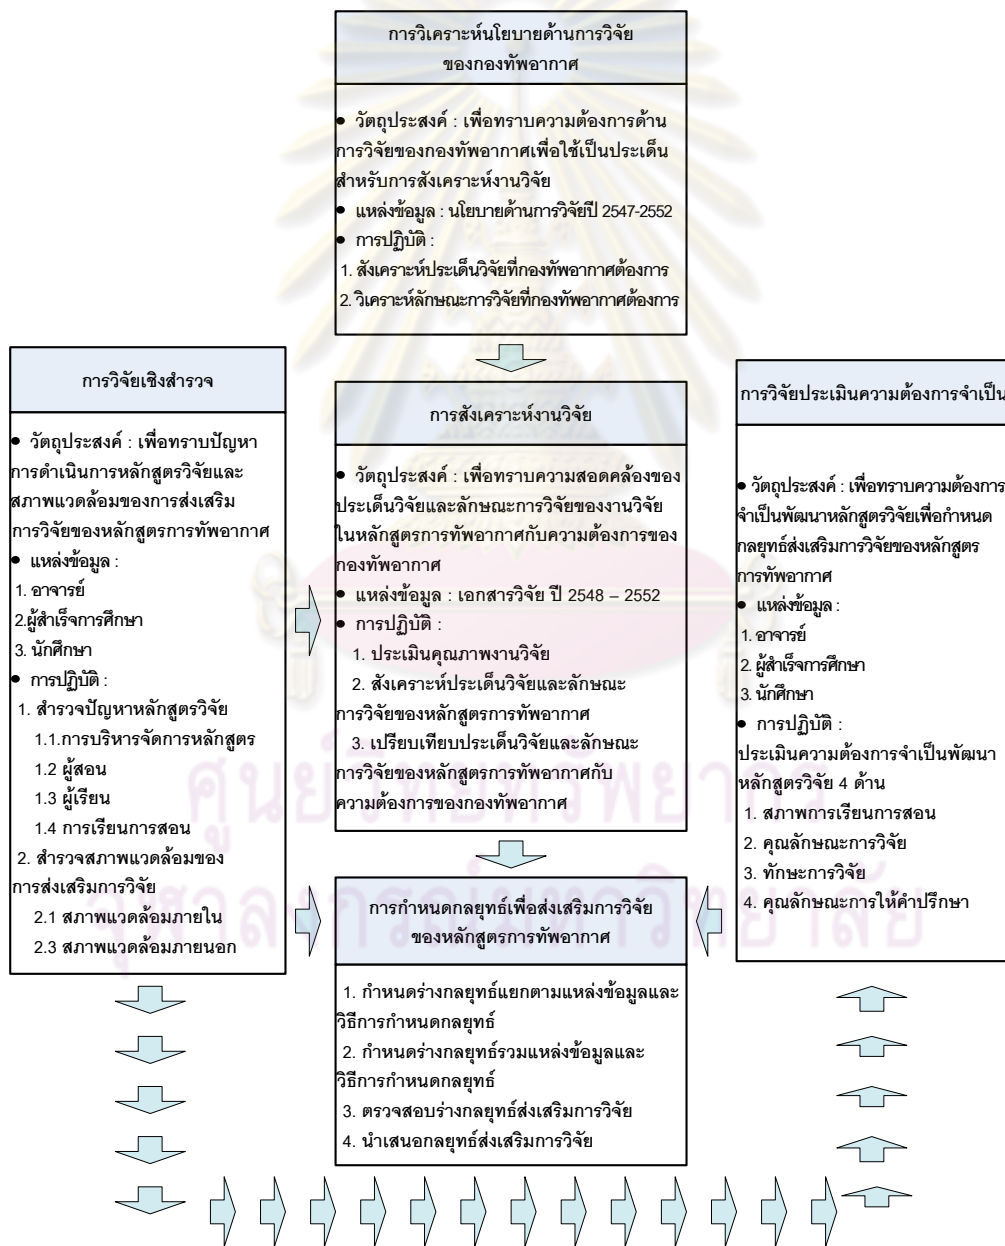 การวิเคราะห์นโยบายด้านการวิจัย
ของกองทัพอากาศ
● วัตถุประสงค์ : เพื่อทราบความต้องการด้าน
การวิจัยของกองทัพอากาศเพื่อใช้เป็นประเด็น
สำหรับการสังเคราะห์งานวิจัย
● แหล่งข้อมูล : นโยบายด้านการวิจัยปี 2547-2552
● การปฏิบัติ :
1. สังเคราะห์ประเด็นวิจัยที่กองทัพอากาศต้องการ
2. วิเคราะห์ลักษณะการวิจัยที่กองทัพอากาศต้องการ
การวิจัยเชิงสำรวจ
● วัตถุประสงค์ : เพื่อทราบปัญหา
การดำเนินการหลักสูตรวิจัยและ
สภาพแวดล้อมของการส่งเสริม
การวิจัยของหลักสูตรการทัพอากาศ
● แหล่งข้อมูล :
1. อาจารย์
2.ผู้สำเร็จการศึกษา
3. นักศึกษา
● การปฏิบัติ :
1. สำรวจปัญหาหลักสูตรวิจัย
1.1.การบริหารจัดการหลักสูตร
1.2 ผู้สอน
1.3 ผู้เรียน
1.4 การเรียนการสอน
2. สำรวจสภาพแวดล้อมของ
การส่งเสริมการวิจัย
2.1 สภาพแวดล้อมภายใน
2.3 สภาพแวดล้อมภายนอก
การสังเคราะห์งานวิจัย
● วัตถุประสงค์ : เพื่อทราบความสอดคล้องของ
ประเด็นวิจัยและลักษณะการวิจัยของงานวิจัย
ในหลักสูตรการทัพอากาศกับความต้องการของ
กองทัพอากาศ
● แหล่งข้อมูล : เอกสารวิจัย ปี 2548 – 2552
● การปฏิบัติ :
1. ประเมินคุณภาพงานวิจัย
2. สังเคราะห์ประเด็นวิจัยและลักษณะ
การวิจัยของหลักสูตรการทัพอากาศ
3. เปรียบเทียบประเด็นวิจัยและลักษณะ
การวิจัยของหลักสูตรการทัพอากาศกับ
ความต้องการของกองทัพอากาศ
การวิจัยประเมินความต้องการจำเป็น
● วัตถุประสงค์ : เพื่อทราบความต้องการ
จำเป็นพัฒนาหลักสูตรวิจัยเพื่อกำหนด
กลยุทธ์ส่งเสริมการวิจัยของหลักสูตร
การทัพอากาศ
● แหล่งข้อมูล :
1. อาจารย์
2. ผู้สำเร็จการศึกษา
3. นักศึกษา
● การปฏิบัติ :
ประเมินความต้องการจำเป็นพัฒนา
หลักสูตรวิจัย 4 ด้าน
1. สภาพการเรียนการสอน
2. คุณลักษณะการวิจัย
3. ทักษะการวิจัย
4. คุณลักษณะการให้คำปรึกษา
การกำหนดกลยุทธ์เพื่อส่งเสริมการวิจัย
ของหลักสูตรการทัพอากาศ
1. กำหนดร่างกลยุทธ์แยกตามแหล่งข้อมูลและ
วิธีการกำหนดกลยุทธ์
2. กำหนดร่างกลยุทธ์รวมแหล่งข้อมูลและ
วิธีการกำหนดกลยุทธ์
3. ตรวจสอบร่างกลยุทธ์ส่งเสริมการวิจัย
4. นำเสนอกลยุทธ์ส่งเสริมการวิจัย
ศูนย์วิทยทรัพยากร
จุฬาลงกรณ์มหาวิทยาลัย